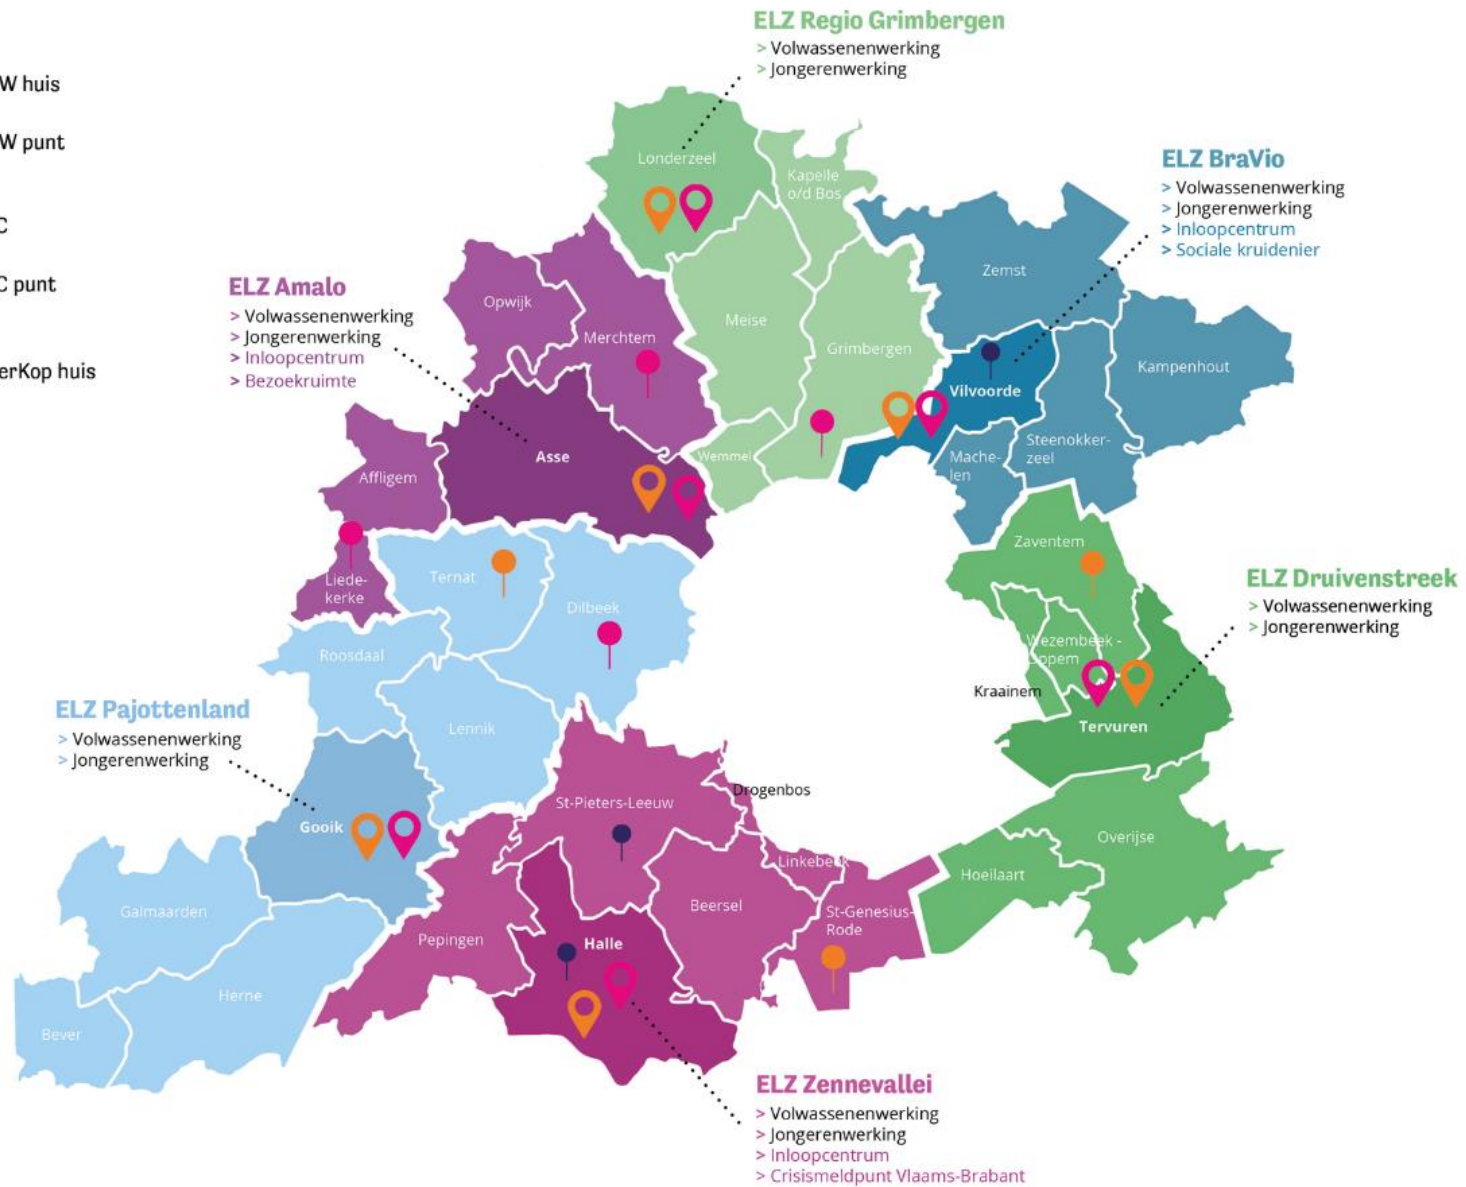 ELZ Regio Grimbergen
> Volwassenenwerking
> Jongerenwerking
W huis
W punt
C
C punt
erKop huis
ELZ BraVio
> Volwassenenwerking
> Jongerenwerking
> Inloopcentrum
> Sociale kruidenier
ELZ Amalo
> Volwassenenwerking
> Jongerenwerking
> Inloopcentrum
> Bezoekruimte
Londerzeel
Kapelle
o/d Bos
Zemst
Opwijk
Merchtem
Meise
Grimbergen
Kampenhout
Vilvoorde
Asse
Wemmel
Mache-
len
Steenokker-
zeel
Affligem
Zaventem
Liede-
kerke
Ternat
Dilbeek
ELZ Druivenstreek
> Volwassenenwerking
> Jongerenwerking
Roosdaal
Wezembeek -
Oppem
Kraainem
Tervuren
ELZ Pajottenland
> Volwassenenwerking
> Jongerenwerking
Lennik
Gooik
St-Pieters-Leeuw
Drogenbos
Overijse
Linkebeek
Hoeilaart
Galmaarden
Pepingen
Beersel
St-Genesius-
Rode
Halle
Herne
Bever
ELZ Zennevallei
> Volwassenenwerking
> Jongerenwerking
> Inloopcentrum
> Crisismeldpunt Vlaams-Brabant